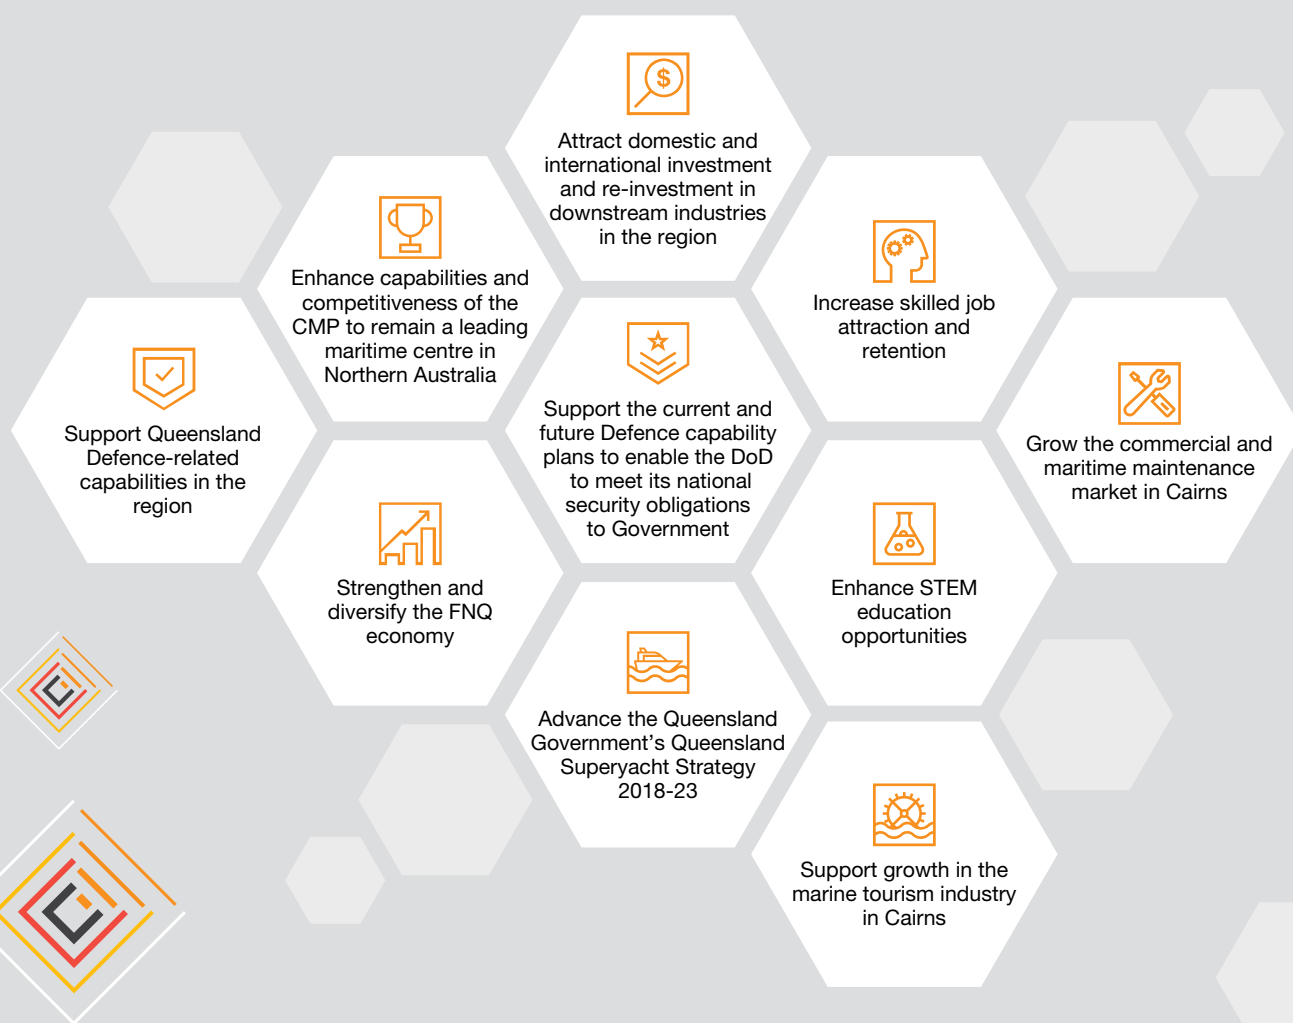 $
Attract domestic and
international investment
and re-investment in
downstream industries
in the region
Enhance capabilities and
competitiveness of the
CMP to remain a leading
maritime centre in
Northern Australia
Increase skilled job
attraction and
retention
Support Queensland
Defence-related
capabilities in the
region
Support the current and
future Defence capability
plans to enable the DoD
to meet its national
security obligations
to Government
Grow the commercial and
maritime maintenance
market in Cairns
Strengthen and
diversify the FNQ
economy
Enhance STEM
education
opportunities
Advance the Queensland
Government’s Queensland
Superyacht Strategy
2018-23
Support growth in the
marine tourism industry
in Cairns